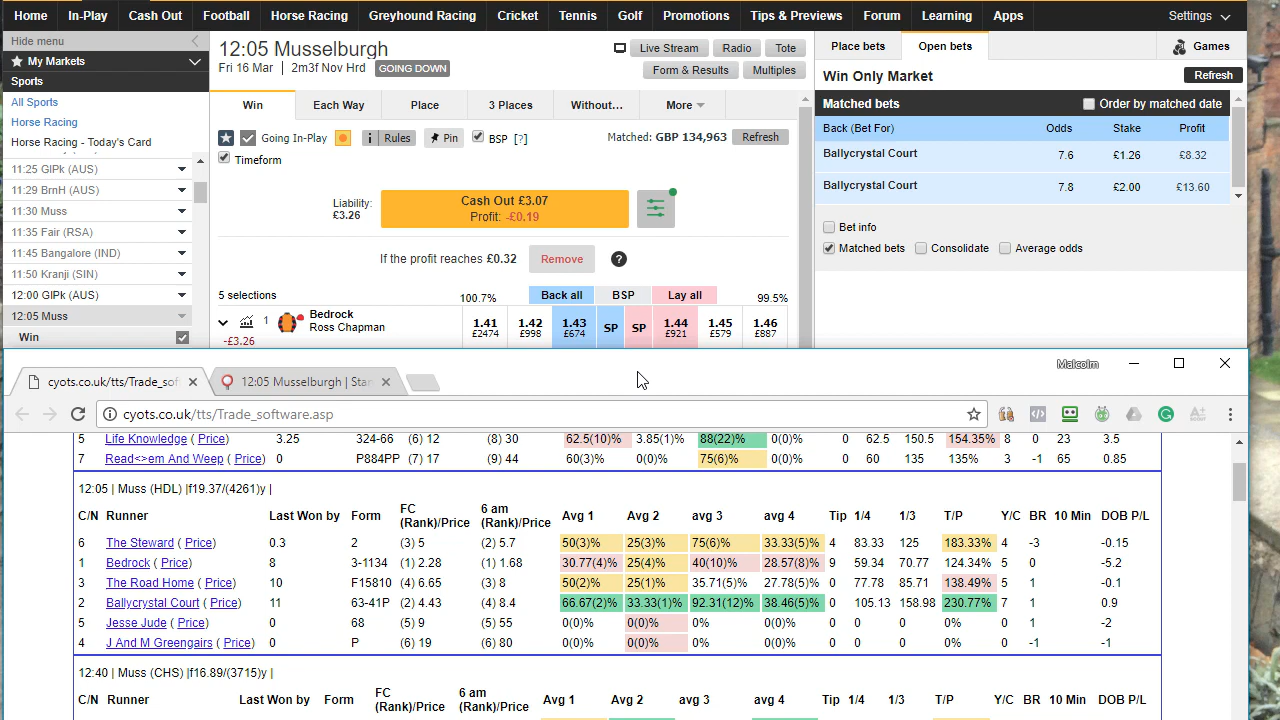 Home In-Play Cash Out Football Horse Racing Greyhound Racing Cricket Tennis Golf Promotions Tips & Previews Forum Learning Apps Settings
Hide menu
My Markets
Sports
All Sports
Horse Racing
Horse Racing - Today's Card
11:25 GlPk (AUS)
11:29 BrnH (AUS)
11:30 Muss
11:35 Fair (RSA)
11:45 Bangalore (IND)
11:50 Kranji (SIN)
12:00 GlPk (AUS)
12:05 Muss
Win
12:05 Musselburgh
Live Stream Radio Tote
Fri 16 Mar | 2m3f Nov Hrd GOING DOWN
Form & Results Multiples
Win Each Way Place 3 Places Without... More
Going In-Play i Rules Pin BSP [?] Matched: GBP 134,963 Refresh
Timeform
Liability:
£3.26
Cash Out £3.07
Profit: -£0.19
If the profit reaches £0.32 Remove ?
5 selections 100.7% Back all BSP Lay all 99.5%
1 Bedrock
Ross Chapman
-£3.26
1.41 1.42 1.43 SP SP 1.44 1.45 1.46
£2474 £998 £674 £921 £579 £887
Place bets Open bets Games
Win Only Market Refresh
Matched bets Order by matched date
Back (Bet For) Odds Stake Profit
Ballycrystal Court 7.6 £1.26 £8.32
Ballycrystal Court 7.8 £2.00 £13.60
Bet info
Matched bets Consolidate Average odds
Malcolm
cyots.co.uk/tts/Trade_sof 12:05 Musselburgh | Star
cyots.co.uk/tts/Trade_software.asp
5 Life Knowledge ( Price) 3.25 324-66 (6) 12 (8) 30 62.5(10)% 3.85(1)% 88(22)% 0(0)% 0 62.5 150.5 154.35% 8 0 23 3.5
7 Read<>em And Weep ( Price) 0 P884PP (7) 17 (9) 44 60(3)% 0(0)% 75(6)% 0(0)% 0 60 135 135% 3 -1 65 0.85
12:05 | Muss (HDL) |f19.37/(4261)y |
C/N Runner Last Won by Form FC (Rank)/Price 6 am (Rank)/Price Avg 1 Avg 2 avg 3 avg 4 Tip 1/4 1/3 T/P Y/C BR 10 Min DOB P/L
6 The Steward ( Price) 0.3 2 (3) 5 (2) 5.7 50(3)% 25(3)% 75(6)% 33.33(5)% 4 83.33 125 183.33% 4 -3 -0.15
1 Bedrock ( Price) 8 3-1134 (1) 2.28 (1) 1.68 30.77(4)% 25(4)% 40(10)% 28.57(8)% 9 59.34 70.77 124.34% 5 0 -5.2
3 The Road Home ( Price) 10 F15810 (4) 6.65 (3) 8 50(2)% 25(1)% 35.71(5)% 27.78(5)% 0 77.78 85.71 138.49% 5 1 -0.1
2 Ballycrystal Court ( Price) 11 63-41P (2) 4.43 (4) 8.4 66.67(2)% 33.33(1)% 92.31(12)% 38.46(5)% 0 105.13 158.98 230.77% 7 1 0.9
5 Jesse Jude ( Price) 0 68 (5) 9 (5) 55 0(0)% 0(0)% 0% 0(0)% 0 0 0 0% 0 1 -2
4 J And M Greengairs ( Price) 0 P (6) 19 (6) 80 0(0)% 0(0)% 0% 0(0)% 0 0 0 0% 0 -1 -1
12:40 | Muss (CHS) |f16.89/(3715)y |
C/N Runner Last Won by Form FC (Rank)/Price 6 am (Rank)/Price Avg 1 Avg 2 avg 3 avg 4 Tip 1/4 1/3 T/P Y/C BR 10 Min DOB P/L